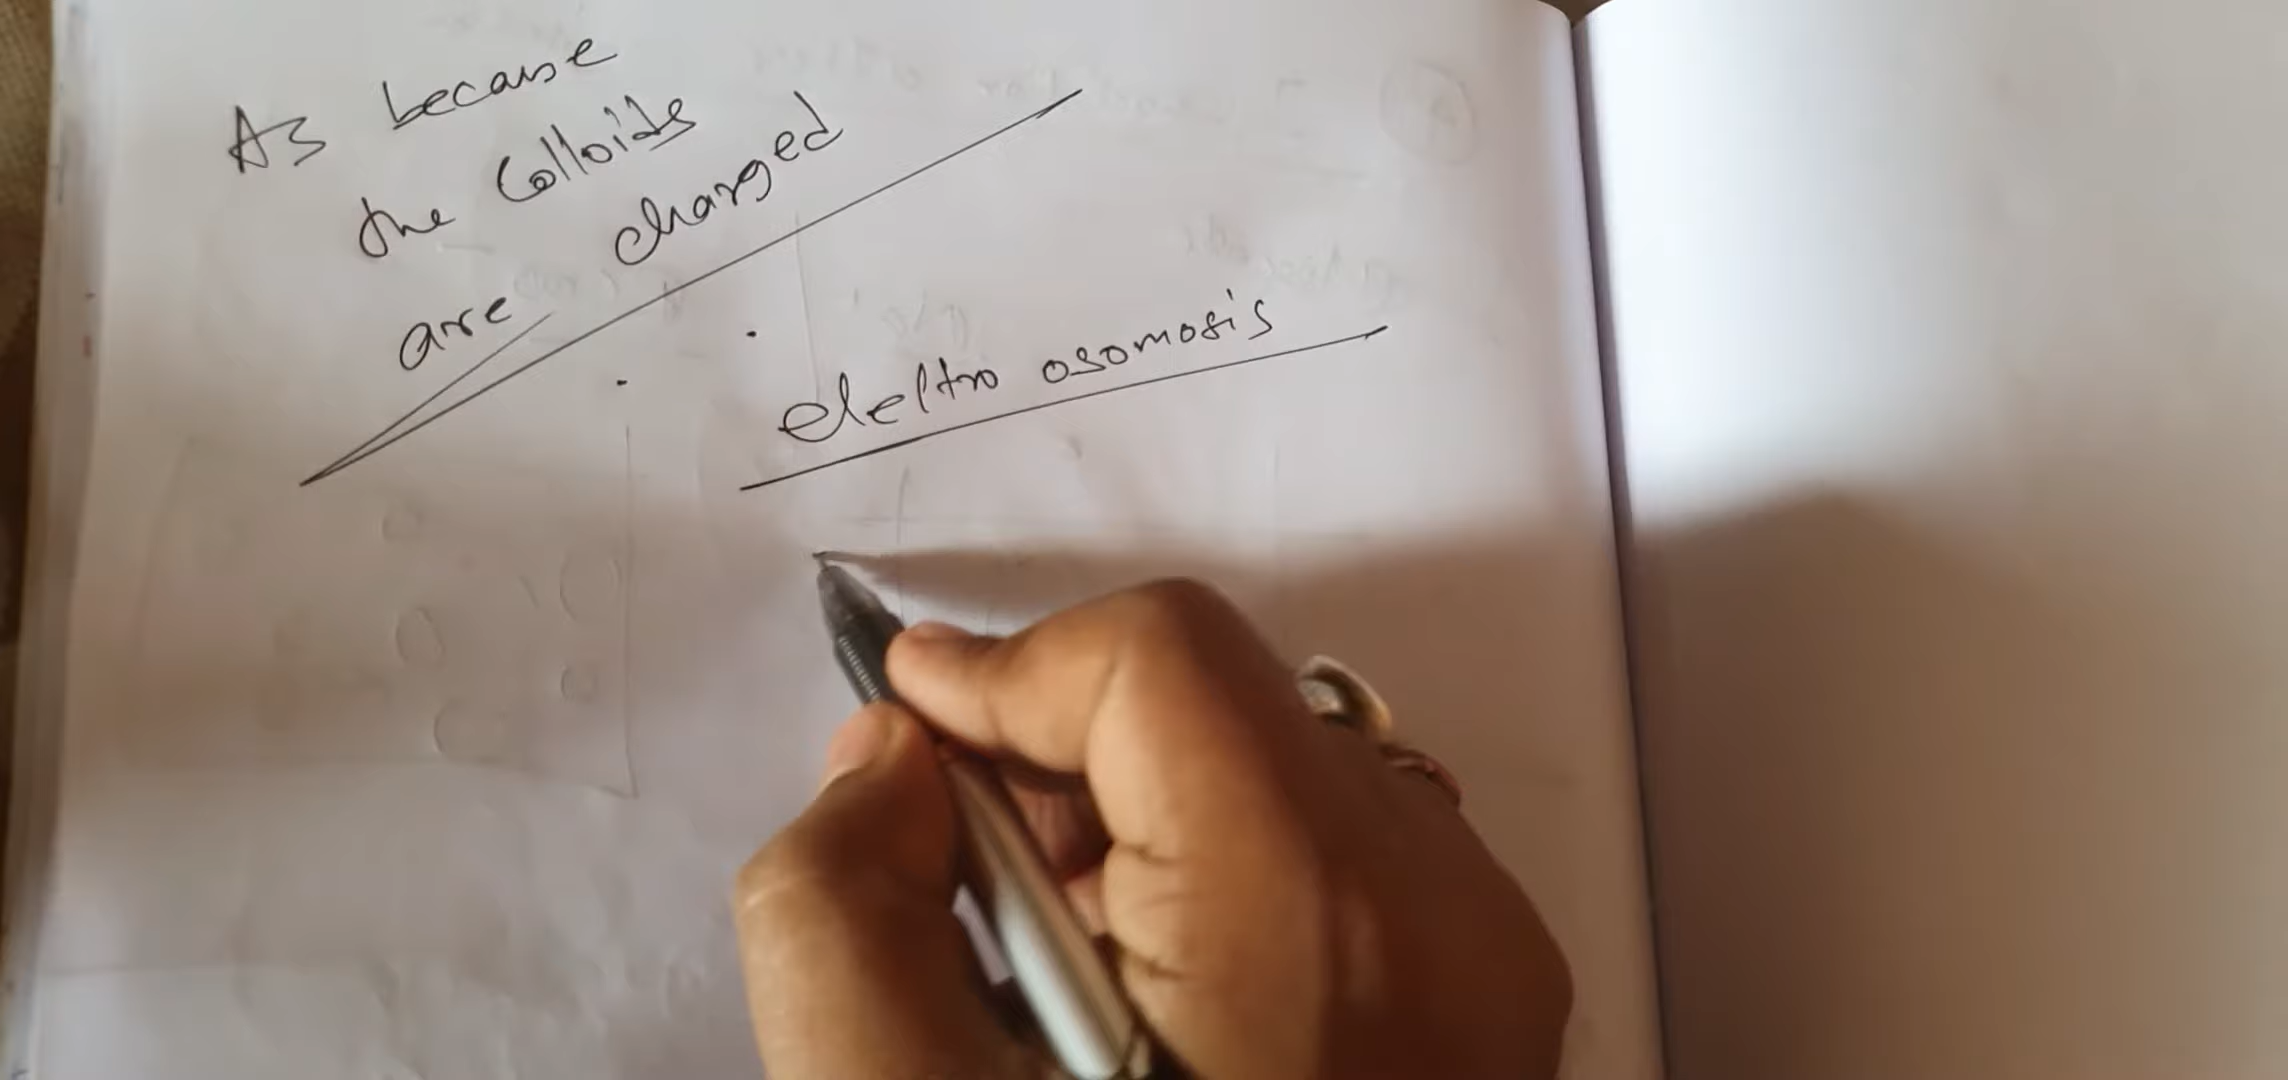 As because
the Colloids
are charged
eleltro osomosis